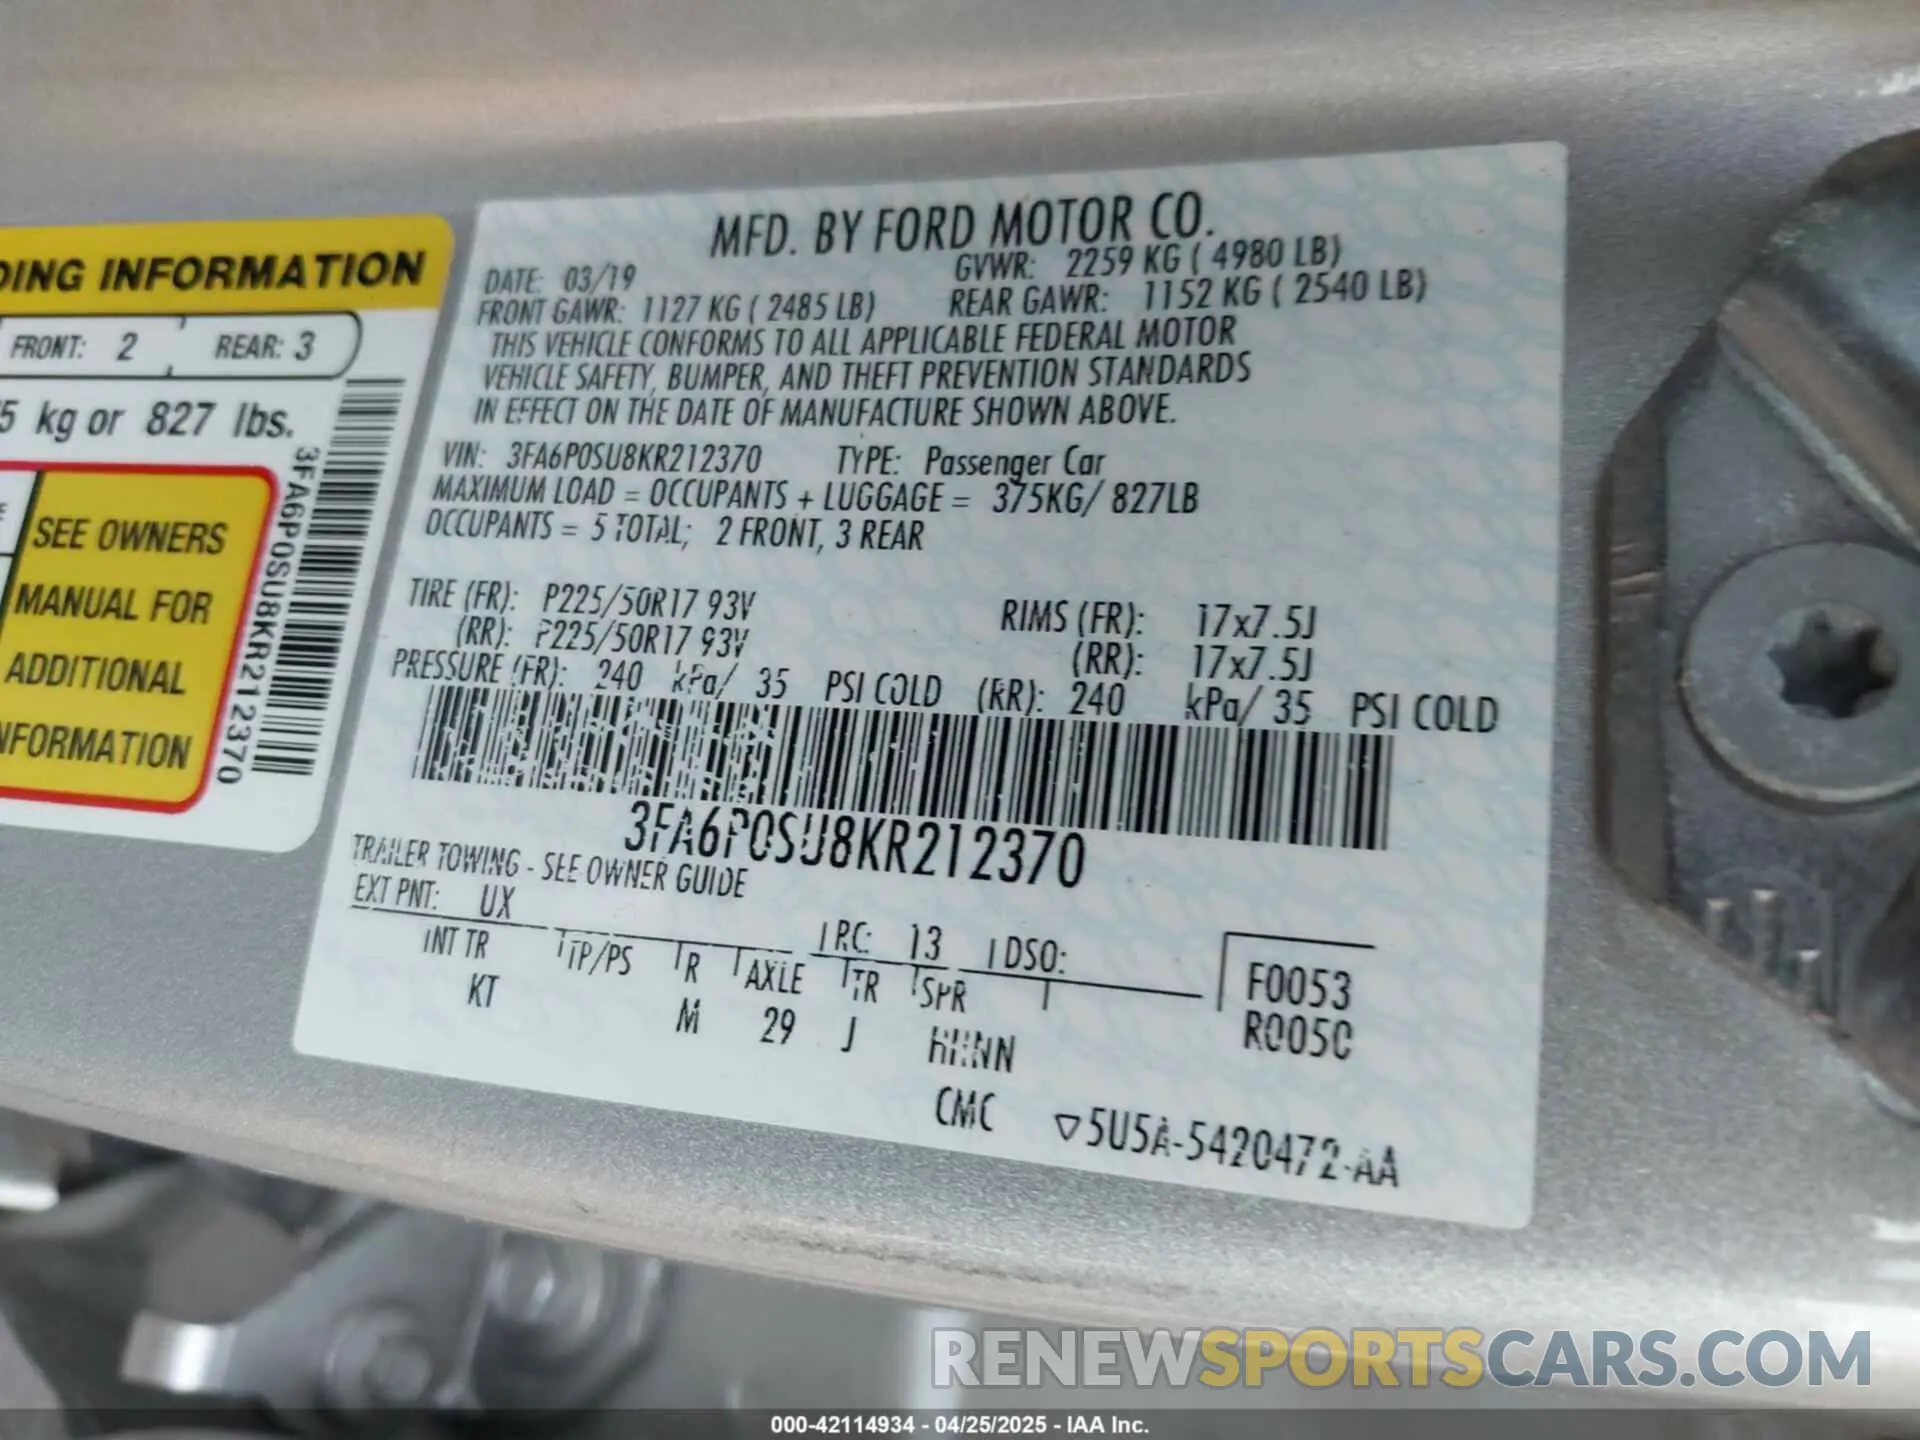 DING INFORMATION
FRONT: 2 REAR: 3
5 kg or 827 lbs.
SEE OWNERS
MANUAL FOR
ADDITIONAL
INFORMATION
3FA6P0SU8KR212370
MFD. BY FORD MOTOR CO.
DATE: 03/19 GVWR: 2259 KG ( 4980 LB)
FRONT GAWR: 1127 KG ( 2485 LB) REAR GAWR: 1152 KG ( 2540 LB)
THIS VEHICLE CONFORMS TO ALL APPLICABLE FEDERAL MOTOR
VEHICLE SAFETY, BUMPER, AND THEFT PREVENTION STANDARDS
IN EFFECT ON THE DATE OF MANUFACTURE SHOWN ABOVE.
VIN: 3FA6P0SU8KR212370 TYPE: Passenger Car
MAXIMUM LOAD = OCCUPANTS + LUGGAGE = 375KG/ 827LB
OCCUPANTS = 5 TOTAL; 2 FRONT, 3 REAR
TIRE (FR): P225/50R17 93V RIMS (FR): 17x7.5J
(RR): P225/50R17 93V (RR): 17x7.5J
PRESSURE (FR): 240 kPa/ 35 PSI COLD (RR): 240 kPa/ 35 PSI COLD
3FA6P0SU8KR212370
TRAILER TOWING - SEE OWNER GUIDE
EXT PNT: UX RC: 13 DSO:
INT TR TP/PS R AXLE TR SPR F0053
KT M 29 J HHNN R0050
CMC ▽5U5A-5420472-AA
RENEWSPORTSCARS.COM
000-42114934 - 04/25/2025 - IAA Inc.